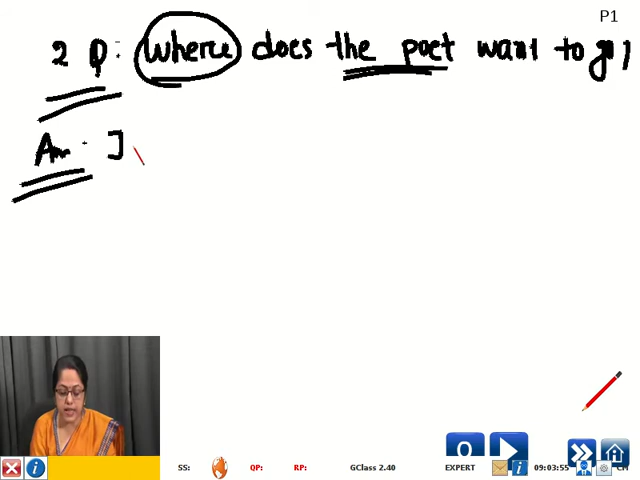 P1
2 Q: Where does the poet want to go
Ans: I
SS: QP: RP: GClass 2.40 EXPERT 09:03:55